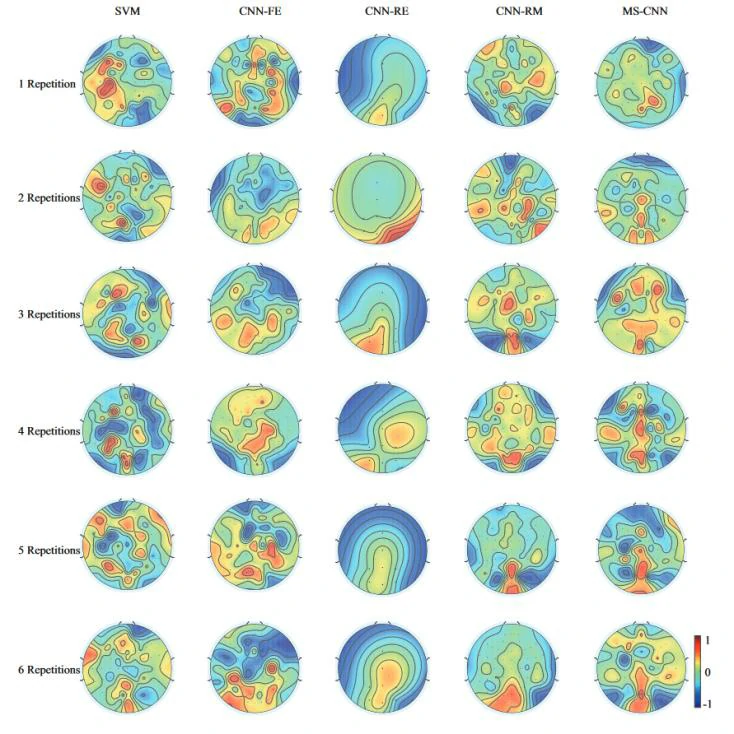 SVM CNN-FE CNN-RE CNN-RM MS-CNN
1 Repetition
2 Repetitions
3 Repetitions
4 Repetitions
5 Repetitions
6 Repetitions
1
0
-1